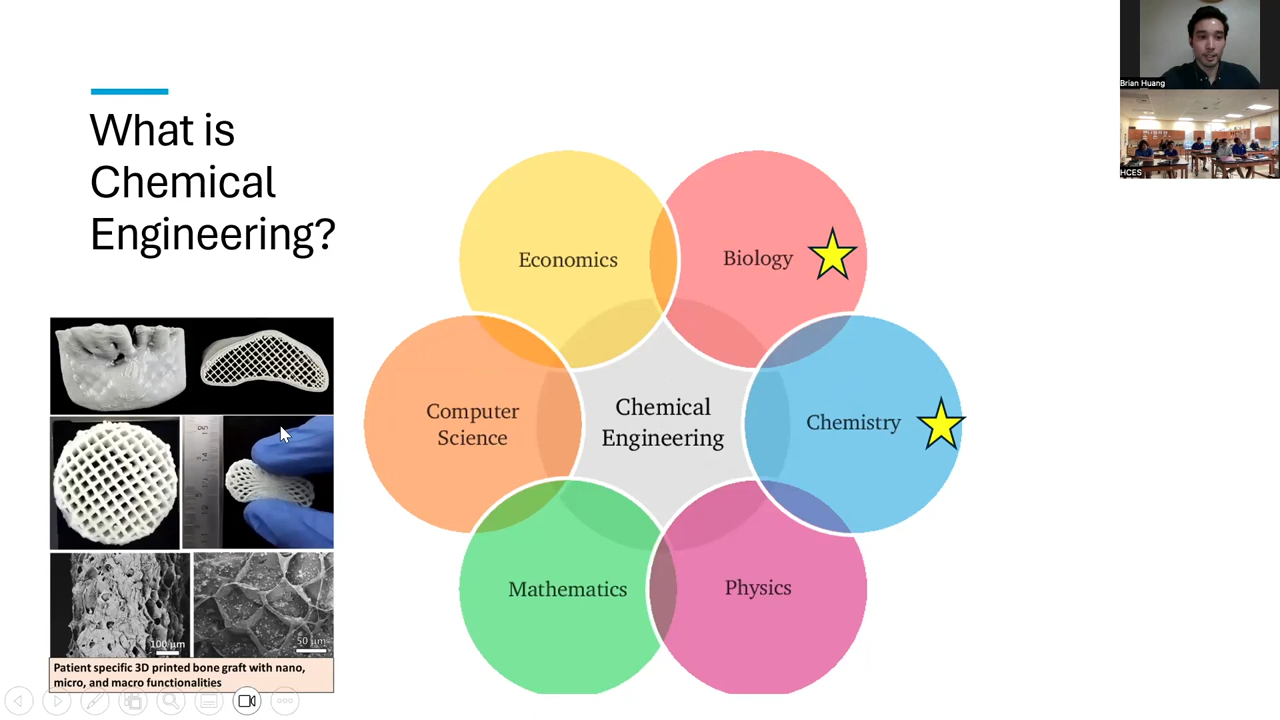 What is
Chemical
Engineering?
Brian Huang
HCES
Economics
Biology
Computer
Science
Chemical
Engineering
Chemistry
Mathematics
Physics
100 µm
50 µm
Patient specific 3D printed bone graft with nano,
micro, and macro functionalities